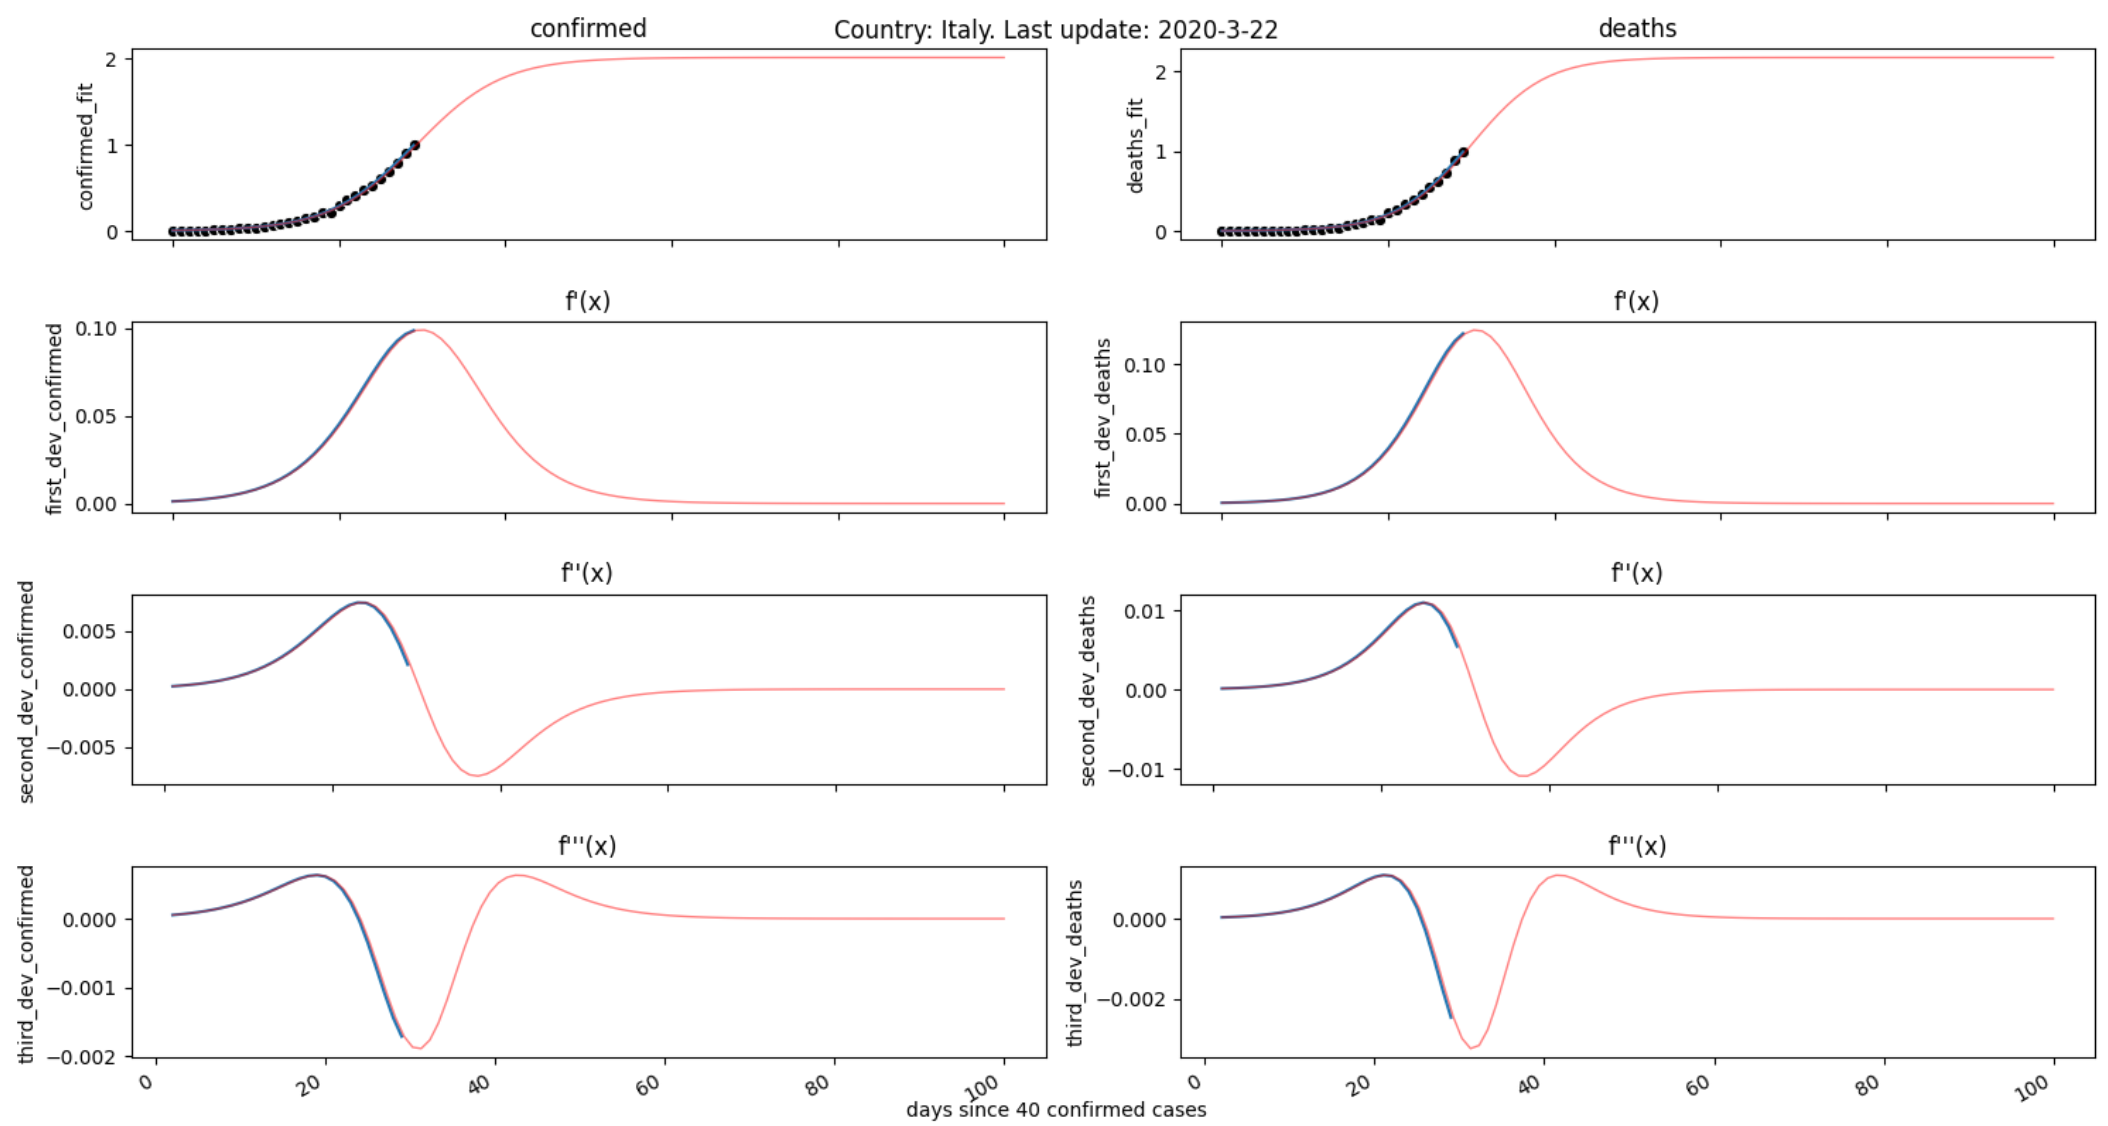 Country: Italy. Last update: 2020-3-22
confirmed
confirmed_fit
2
1
0
deaths
deaths_fit
2
1
0
f'(x)
first_dev_confirmed
0.10
0.05
0.00
f'(x)
first_dev_deaths
0.10
0.05
0.00
f''(x)
second_dev_confirmed
0.005
0.000
−0.005
f''(x)
second_dev_deaths
0.01
0.00
−0.01
f'''(x)
third_dev_confirmed
0.000
−0.001
−0.002
0 20 40 60 80 100
f'''(x)
third_dev_deaths
0.000
−0.002
0 20 40 60 80 100
days since 40 confirmed cases